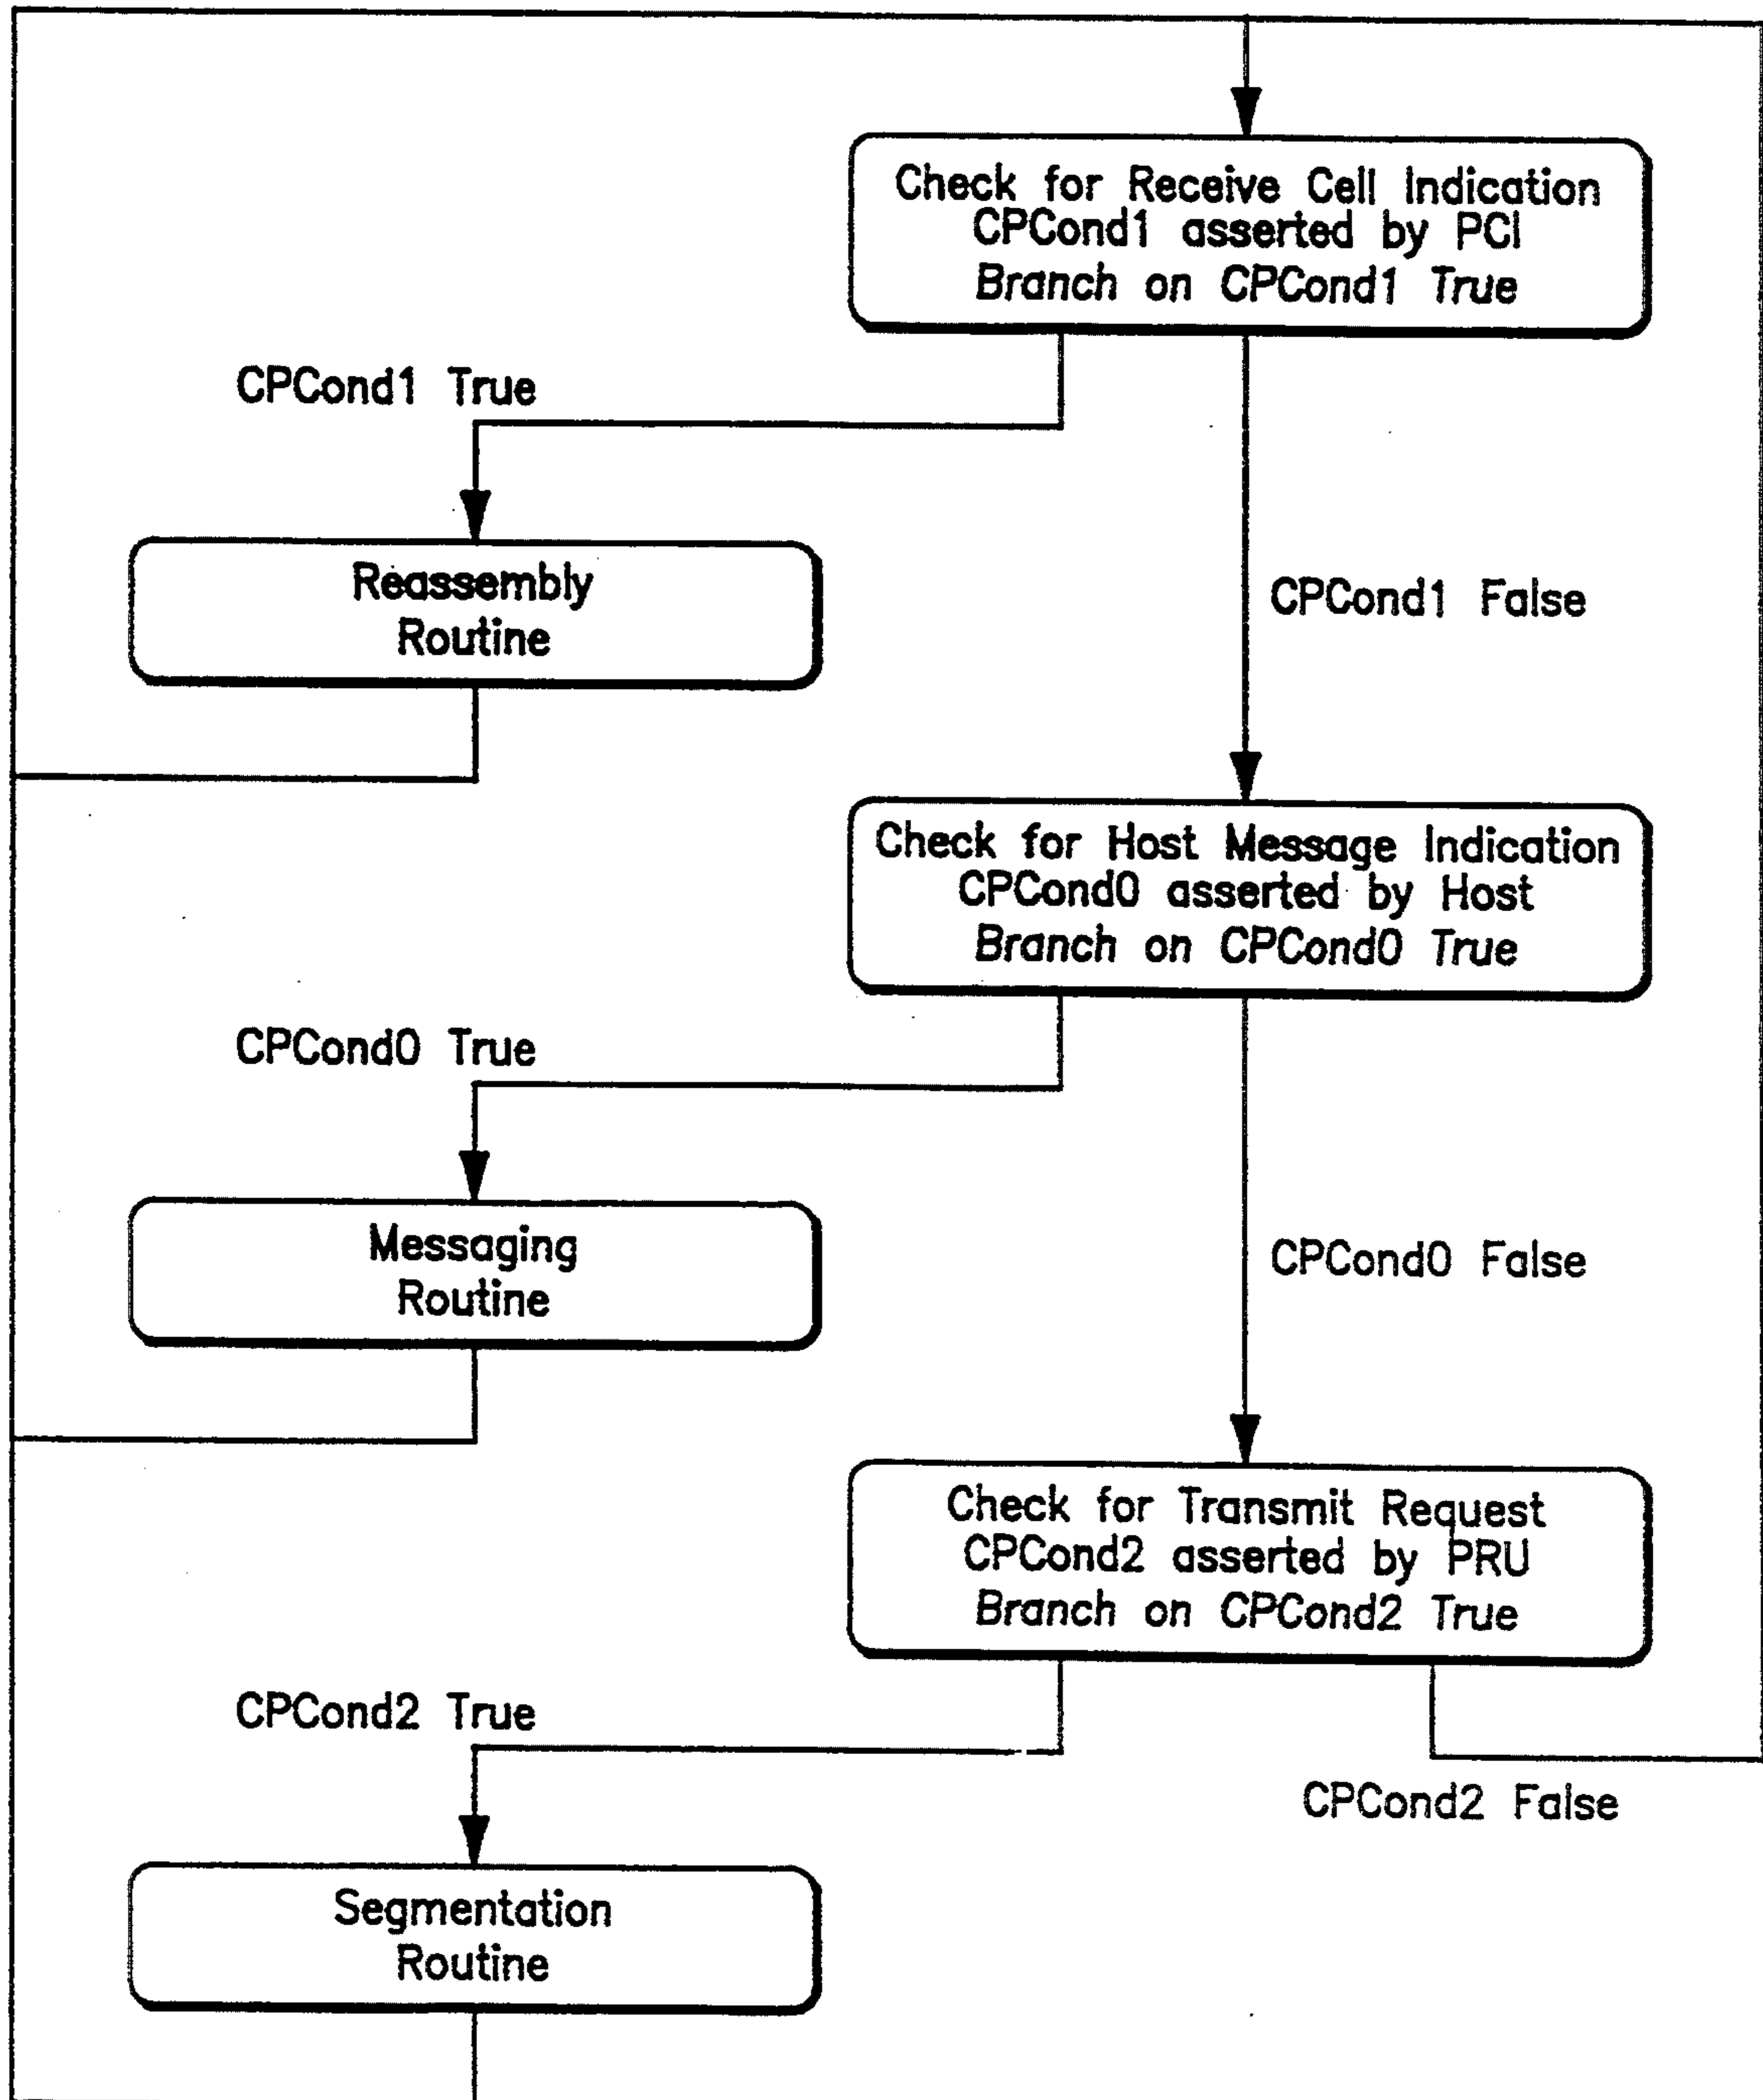 Check for Receive Cell Indication
CPCond1 asserted by PCI
Branch on CPCond1 True
CPCond1 True
Reassembly
Routine
CPCond1 False
Check for Host Message Indication
CPCond0 asserted by Host
Branch on CPCond0 True
CPCond0 True
Messaging
Routine
CPCond0 False
Check for Transmit Request
CPCond2 asserted by PRU
Branch on CPCond2 True
CPCond2 True
CPCond2 False
Segmentation
Routine